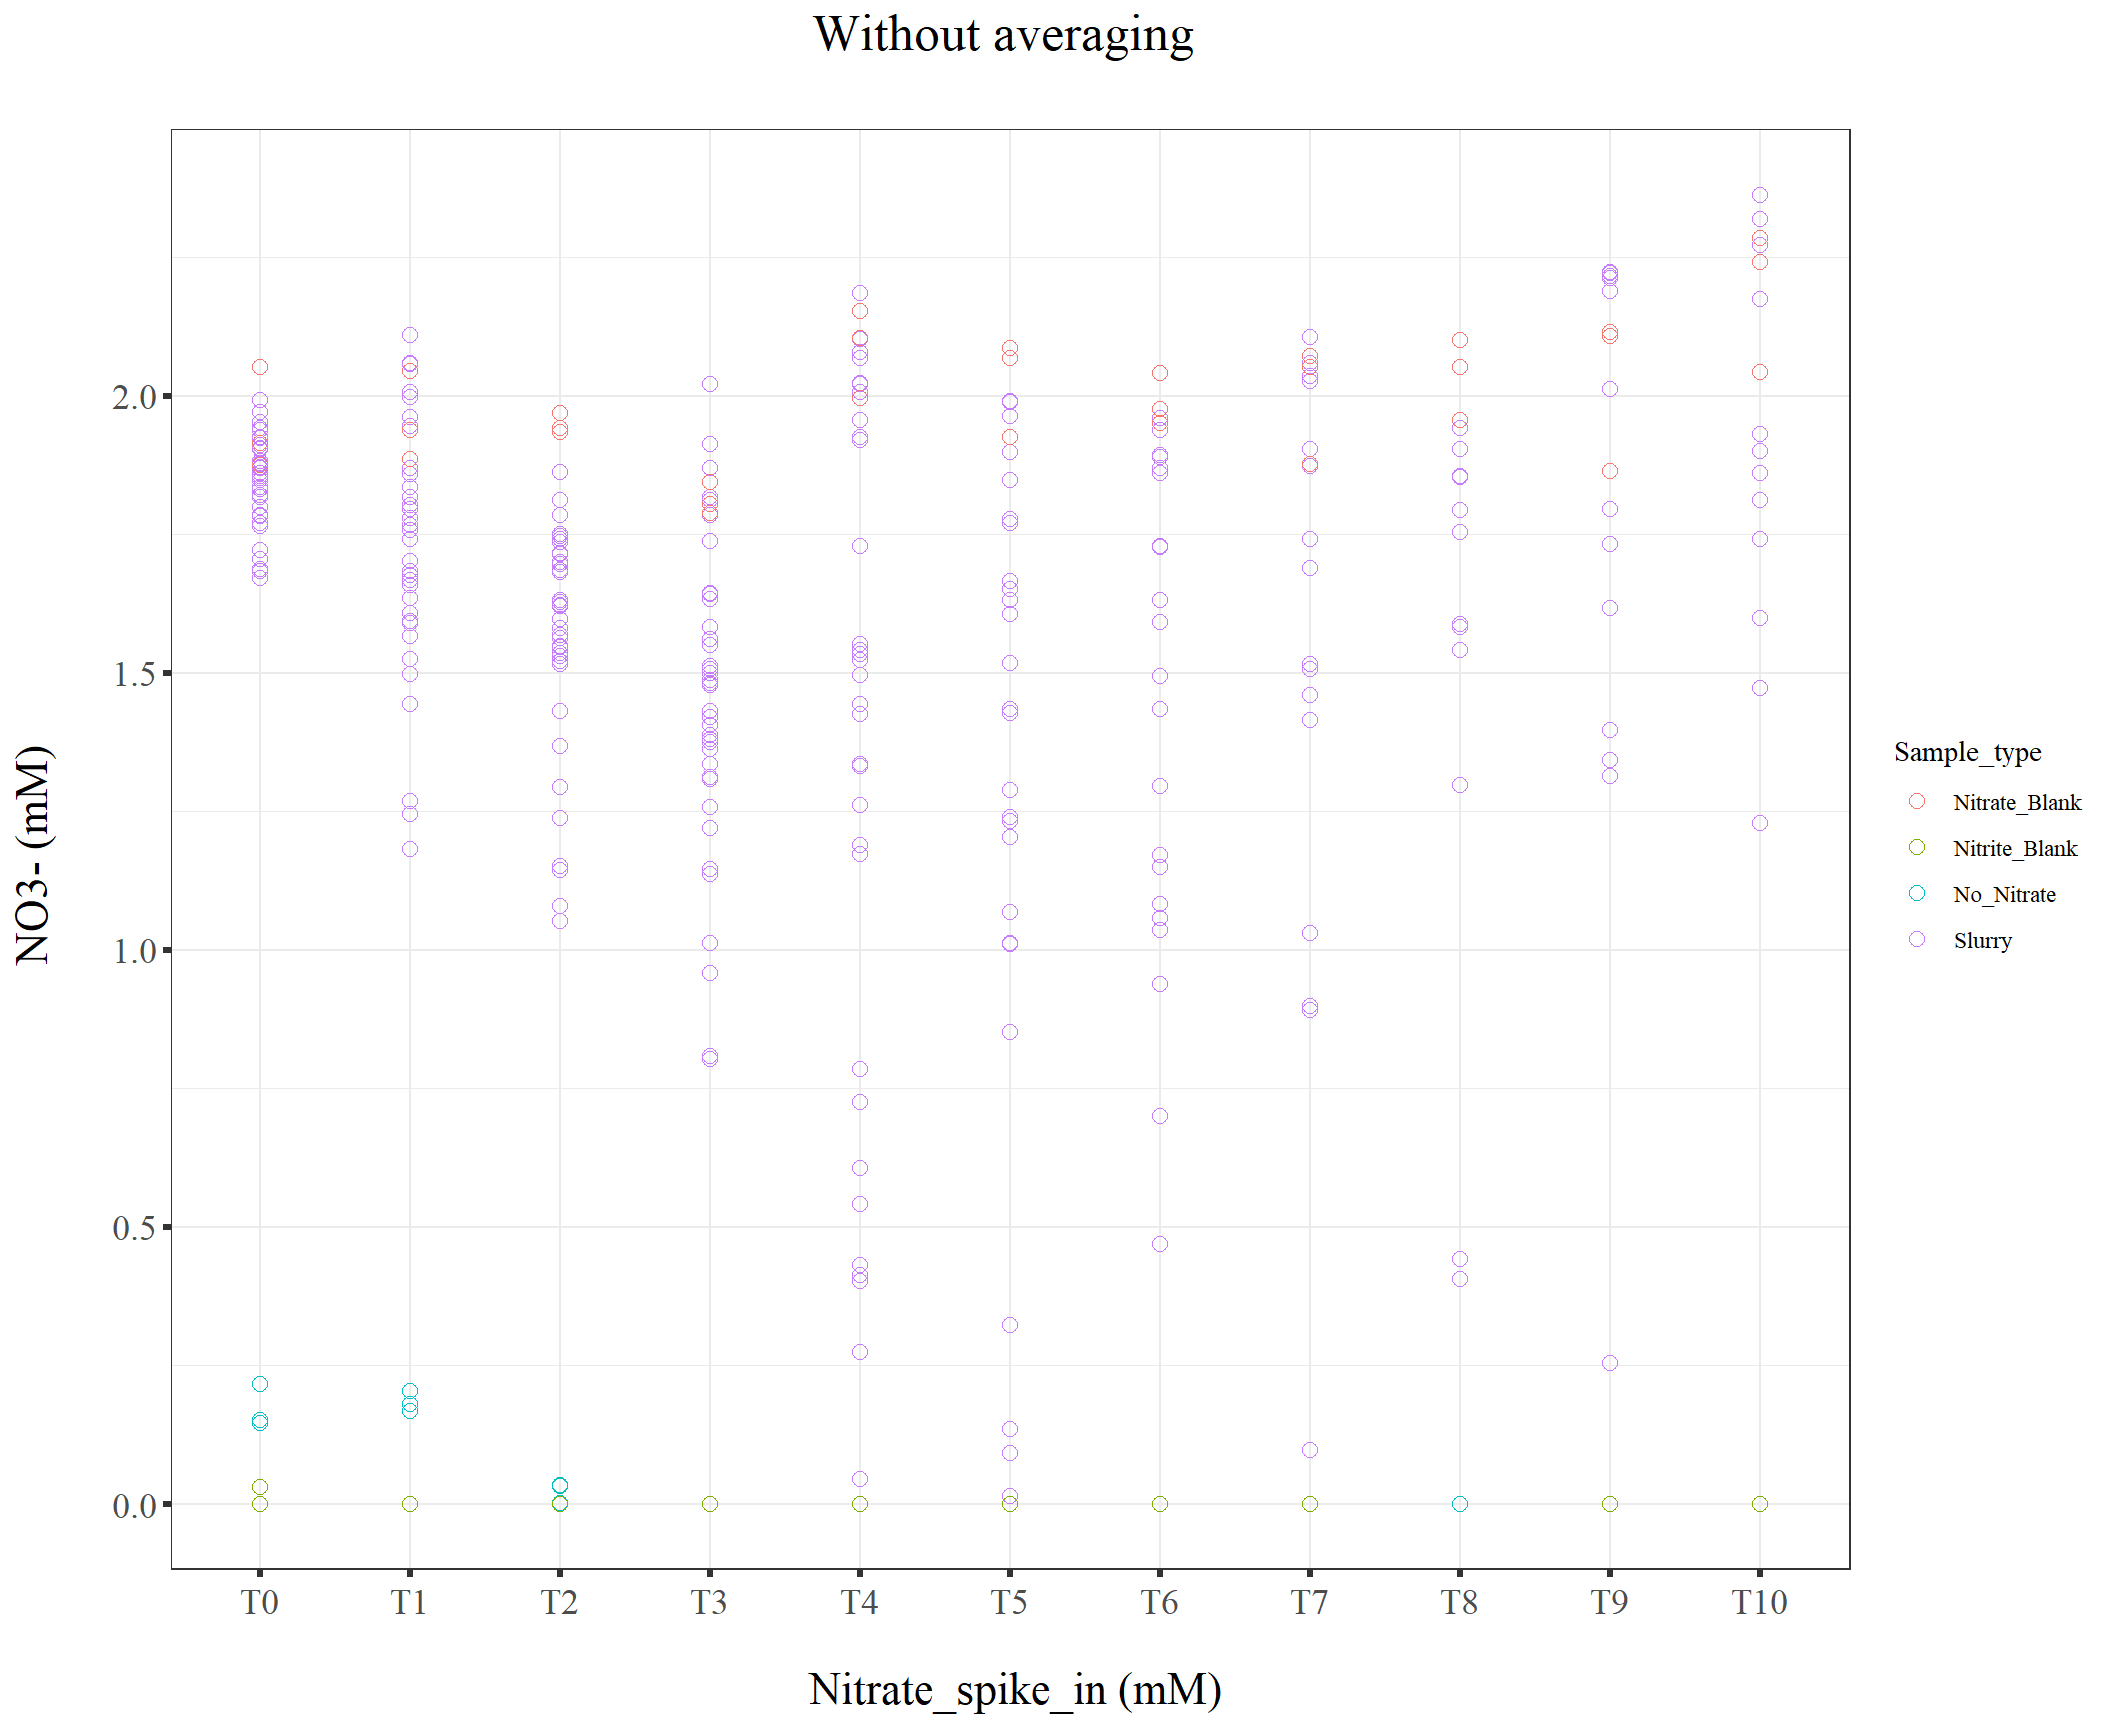 Without averaging
NO3- (mM)
2.0
1.5
1.0
0.5
0.0
T0 T1 T2 T3 T4 T5 T6 T7 T8 T9 T10
Nitrate_spike_in (mM)
Sample_type
Nitrate_Blank
Nitrite_Blank
No_Nitrate
Slurry